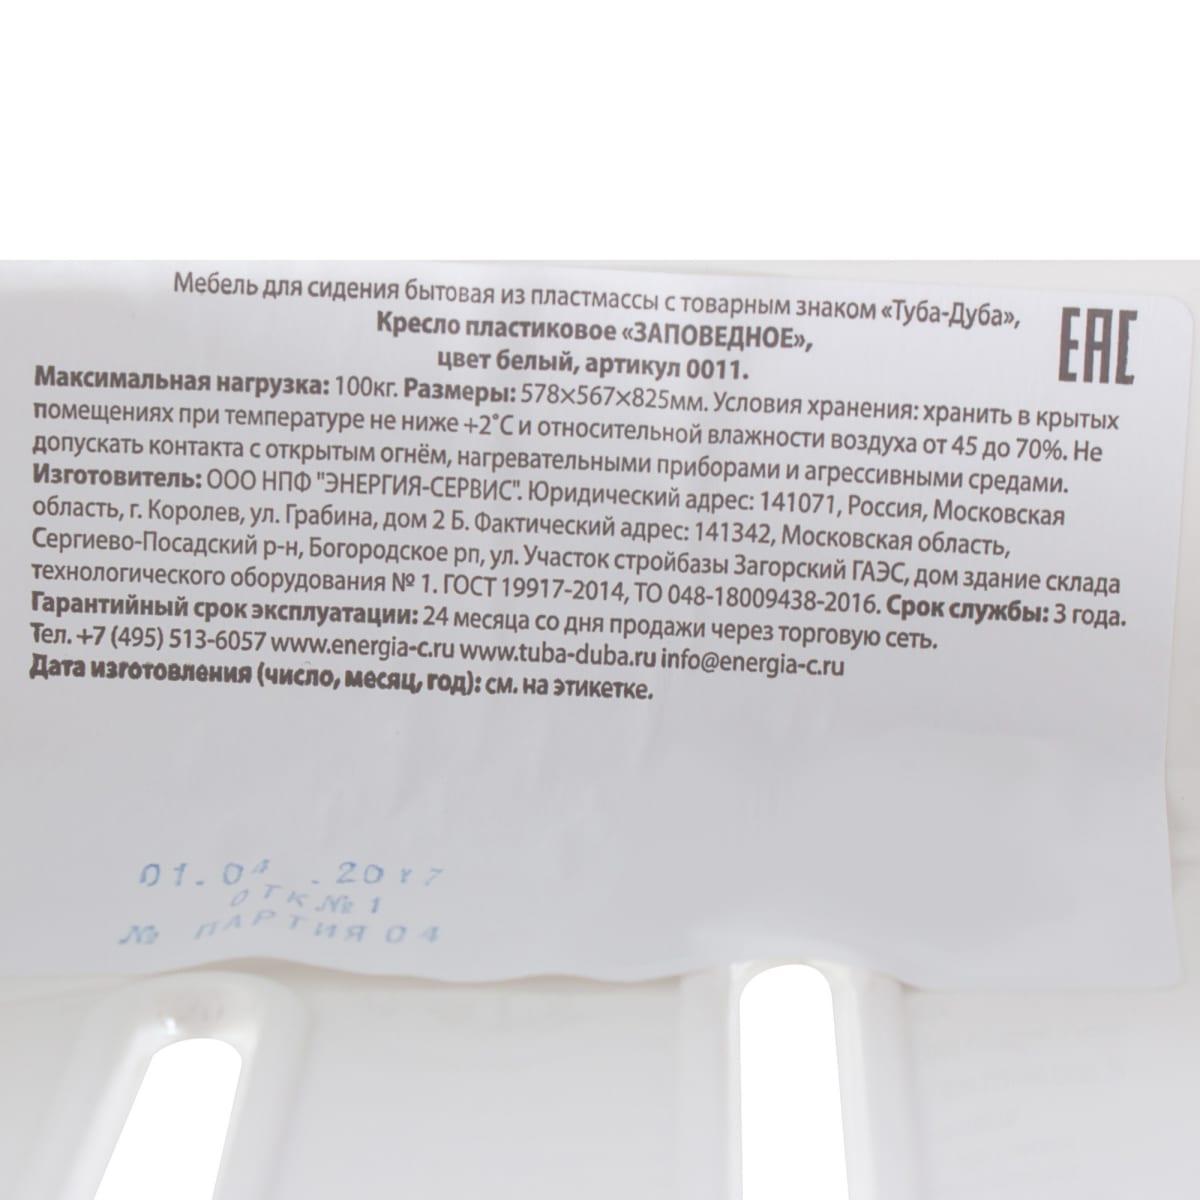 Мебель для сидения бытовая из пластмассы с товарным знаком «Туба-Дуба»,
Кресло пластиковое «ЗАПОВЕДНОЕ»,
цвет белый, артикул 0011.
ЕАС
Максимальная нагрузка: 100кг. Размеры: 578×567×825мм. Условия хранения: хранить в крытых
помещениях при температуре не ниже +2˚С и относительной влажности воздуха от 45 до 70%. Не
допускать контакта с открытым огнём, нагревательными приборами и агрессивными средами.
Изготовитель: ООО НПФ "ЭНЕРГИЯ-СЕРВИС". Юридический адрес: 141071, Россия, Московская
область, г. Королев, ул. Грабина, дом 2 Б. Фактический адрес: 141342, Московская область,
Сергиево-Посадский р-н, Богородское рп, ул. Участок стройбазы Загорский ГАЭС, дом здание склада
технологического оборудования № 1. ГОСТ 19917-2014, ТО 048-18009438-2016. Срок службы: 3 года.
Гарантийный срок эксплуатации: 24 месяца со дня продажи через торговую сеть.
Тел. +7 (495) 513-6057 www.energia-c.ru www.tuba-duba.ru info@energia-c.ru
Дата изготовления (число, месяц, год): см. на этикетке.
01.04.2017
ОТК №1
№ ПАРТИЯ 04